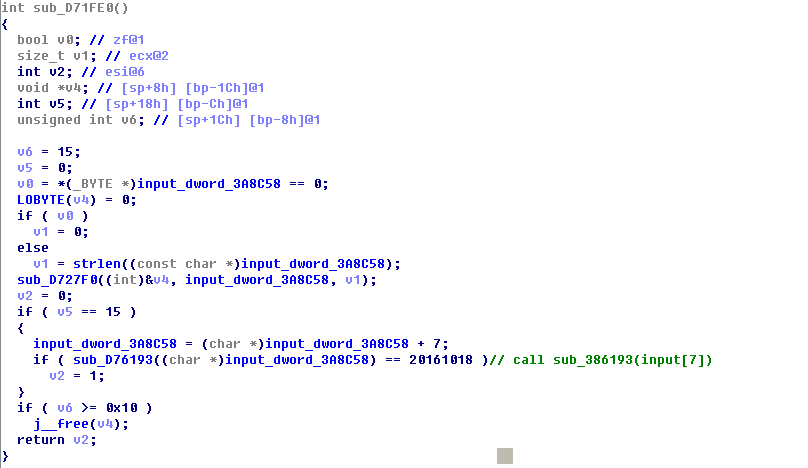 int sub_D71FE0()
{
  bool v0; // zf@1
  size_t v1; // ecx@2
  int v2; // esi@6
  void *v4; // [sp+8h] [bp-1Ch]@1
  int v5; // [sp+18h] [bp-Ch]@1
  unsigned int v6; // [sp+1Ch] [bp-8h]@1
  v6 = 15;
  v5 = 0;
  v0 = *(_BYTE *)input_dword_3A8C58 == 0;
  LOBYTE(v4) = 0;
  if ( v0 )
    v1 = 0;
  else
    v1 = strlen((const char *)input_dword_3A8C58);
  sub_D727F0((int)&v4, input_dword_3A8C58, v1);
  v2 = 0;
  if ( v5 == 15 )
  {
    input_dword_3A8C58 = (char *)input_dword_3A8C58 + 7;
    if ( sub_D76193((char *)input_dword_3A8C58) == 20161018 )// call sub_386193(input[7])
      v2 = 1;
  }
  if ( v6 >= 0x10 )
    j__free(v4);
  return v2;
}